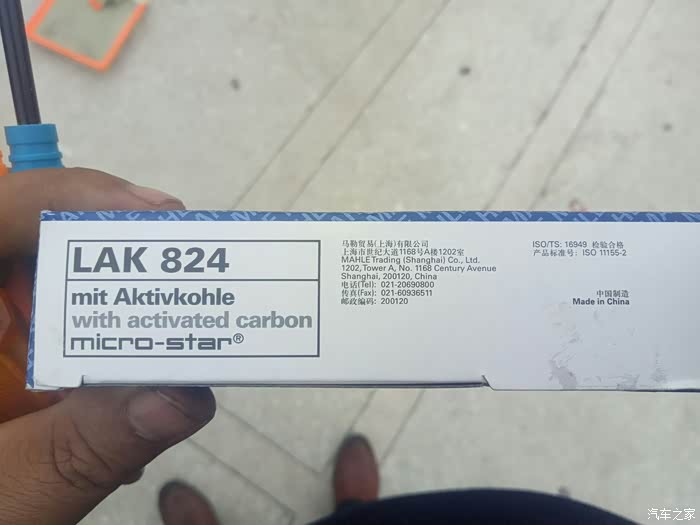 LAK 824
mit Aktivkohle
with activated carbon
micro-star®
马勒贸易(上海)有限公司
上海市世纪大道1168号A栋1202室
MAHLE Trading (Shanghai) Co., Ltd.
1202,Tower A, No. 1168 Century Avenue
Shanghai, 200120, China
电话(Tel): 021-20690800
传真(Fax): 021-60936511
邮政编码: 200120
ISO/TS: 16949 检验合格
产品标准号: ISO 11155-2
中国制造
Made in China
汽车之家